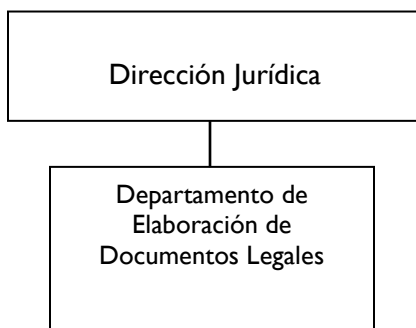 Dirección Jurídica
Departamento de
Elaboración de
Documentos Legales